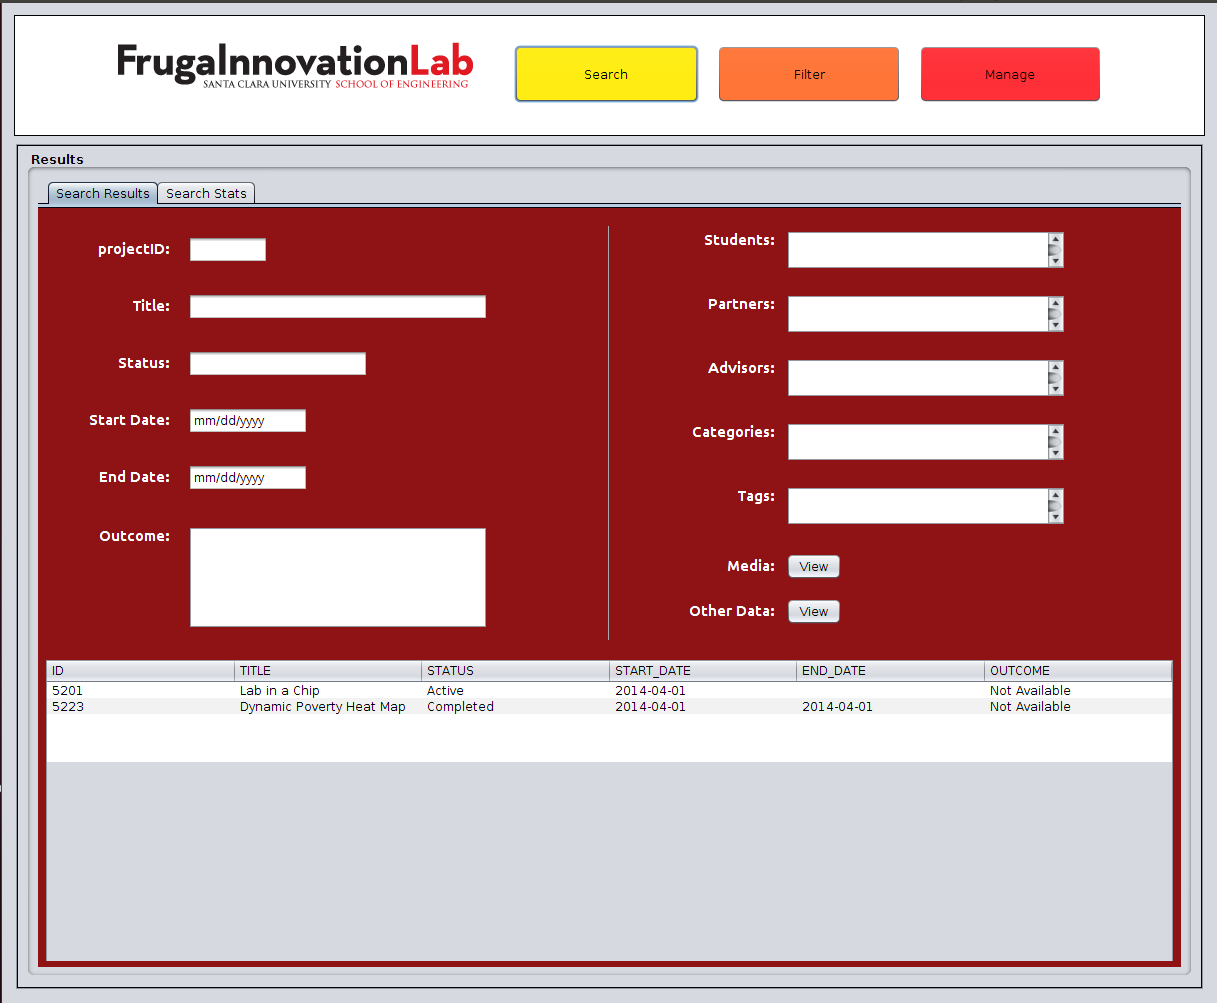 FrugalnnovationLab
SANTA CLARA UNIVERSITY SCHOOL OF ENGINEERING
Search
Filter
Manage
Results
Search Results
Search Stats
projectID:
Title:
Status:
Start Date: mm/dd/yyyy
End Date: mm/dd/yyyy
Outcome:
Students:
Partners:
Advisors:
Categories:
Tags:
Media: View
Other Data: View
ID TITLE STATUS START_DATE END_DATE OUTCOME
5201 Lab in a Chip Active 2014-04-01 Not Available
5223 Dynamic Poverty Heat Map Completed 2014-04-01 2014-04-01 Not Available